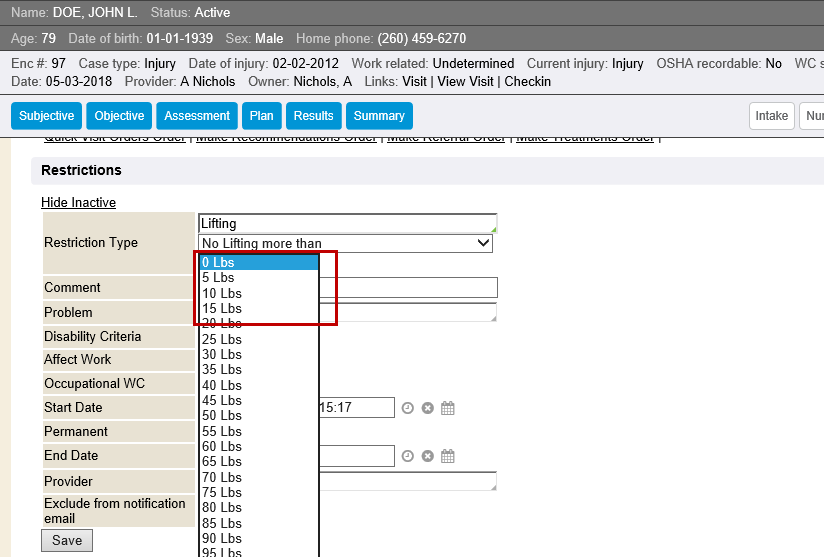 Name: DOE, JOHN L. Status: Active
Age: 79 Date of birth: 01-01-1939 Sex: Male Home phone: (260) 459-6270
Enc #: 97 Case type: Injury Date of injury: 02-02-2012 Work related: Undetermined Current injury: Injury OSHA recordable: No WC s
Date: 05-03-2018 Provider: A Nichols Owner: Nichols, A Links: Visit | View Visit | Checkin
Subjective Objective Assessment Plan Results Summary Intake Nur
Quick Visit Orders Order | Make Recommendations Order | Make Referral Order | Make Treatments Order |
Restrictions
Hide Inactive
Restriction Type
Lifting
No Lifting more than
0 Lbs
5 Lbs
10 Lbs
15 Lbs
20 Lbs
25 Lbs
30 Lbs
35 Lbs
40 Lbs
45 Lbs
50 Lbs
55 Lbs
60 Lbs
65 Lbs
70 Lbs
75 Lbs
80 Lbs
85 Lbs
90 Lbs
95 Lbs
Comment
Problem
Disability Criteria
Affect Work
Occupational WC
Start Date 15:17
Permanent
End Date
Provider
Exclude from notification
email
Save